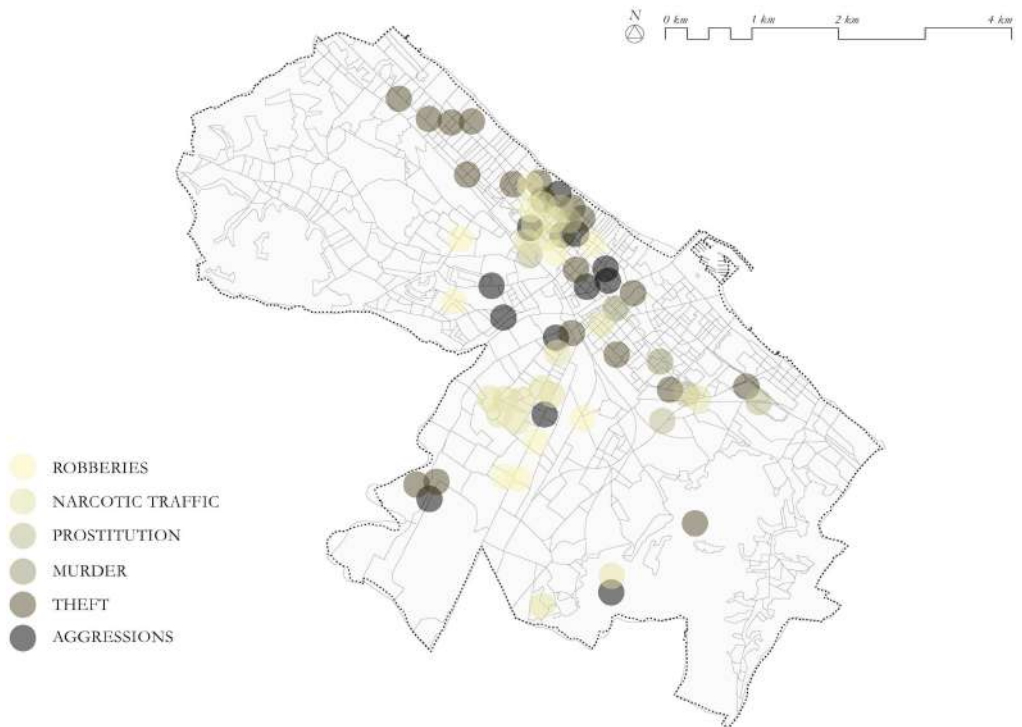 N
0 km 1 km 2 km 4 km
ROBBERIES
NARCOTIC TRAFFIC
PROSTITUTION
MURDER
THEFT
AGGRESSIONS